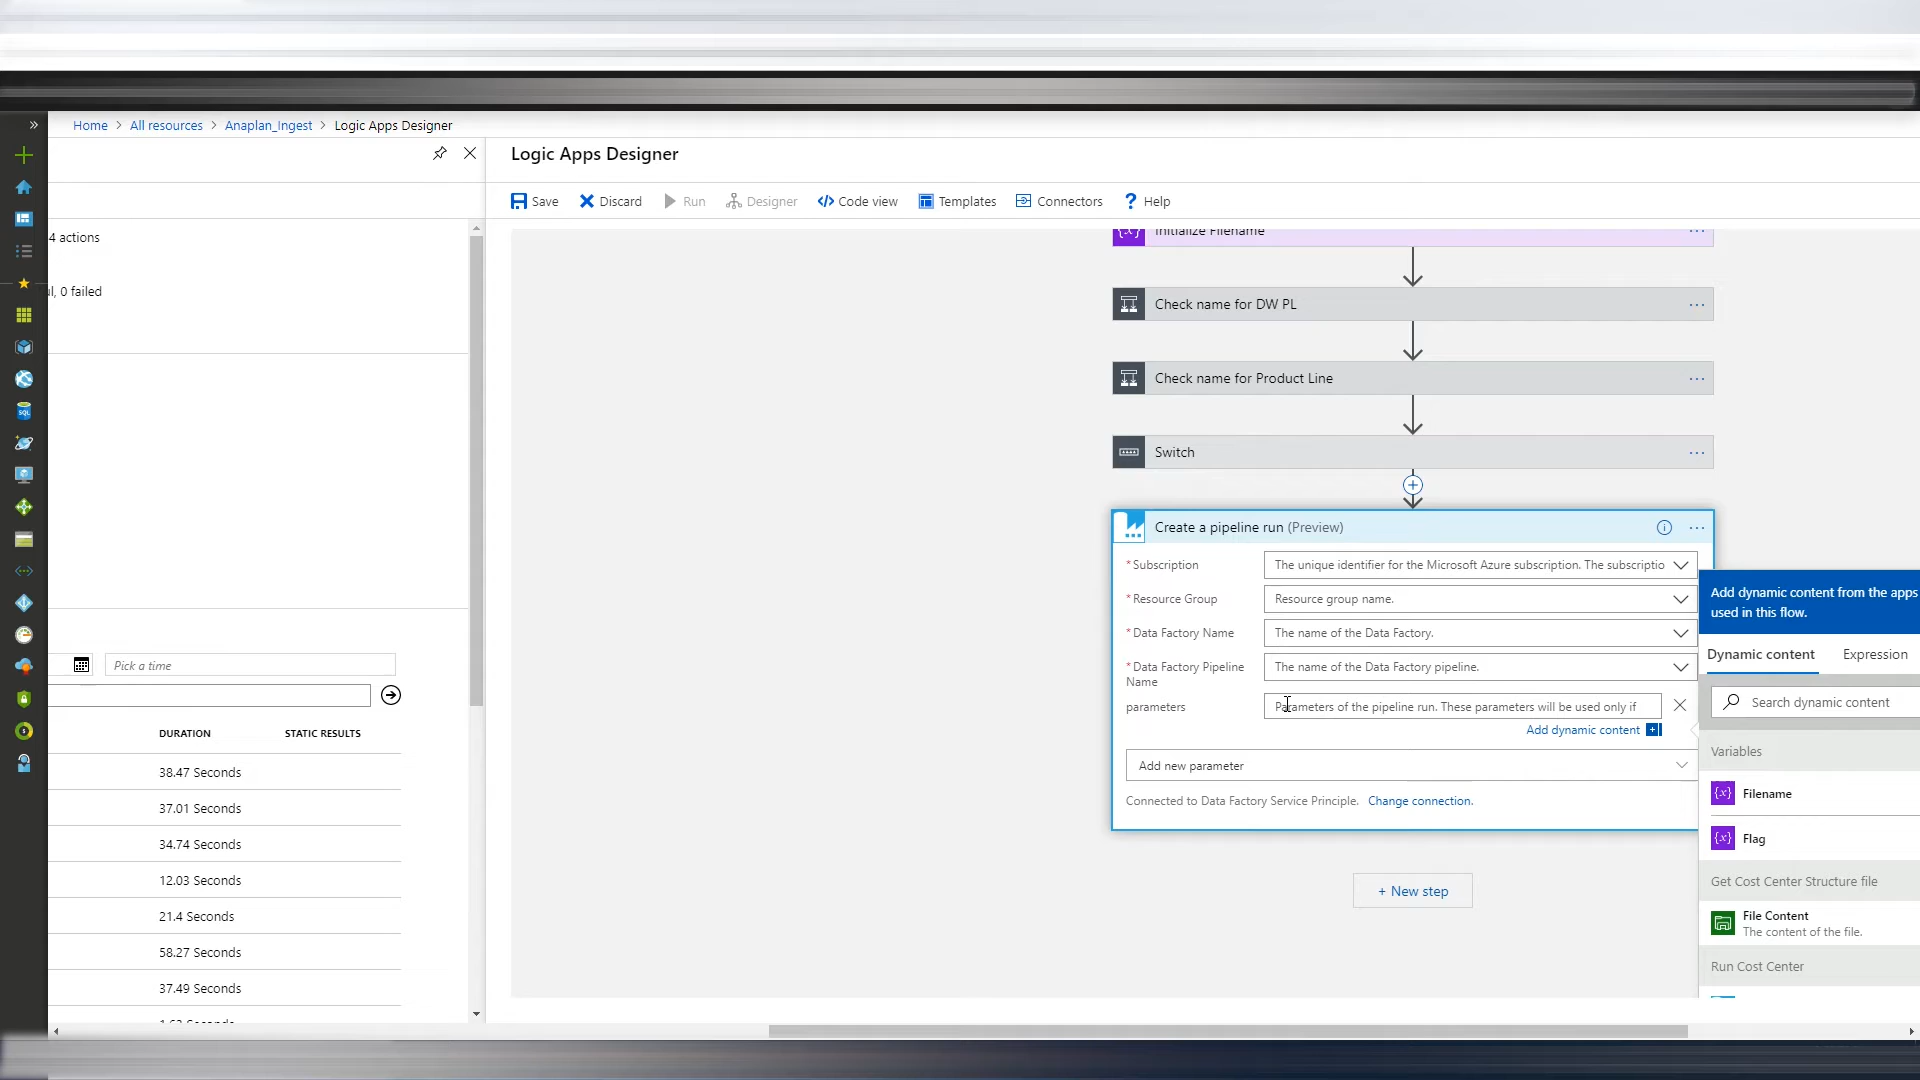 Home > All resources > Anaplan_Ingest > Logic Apps Designer
Logic Apps Designer
Save Discard Run Designer Code view Templates Connectors Help
4 actions
0 failed
Pick a time
DURATION STATIC RESULTS
38.47 Seconds
37.01 Seconds
34.74 Seconds
12.03 Seconds
21.4 Seconds
58.27 Seconds
37.49 Seconds
Initialize Filename
Check name for DW PL
Check name for Product Line
Switch
Create a pipeline run (Preview)
* Subscription The unique identifier for the Microsoft Azure subscription. The subscriptio
* Resource Group Resource group name.
* Data Factory Name The name of the Data Factory.
* Data Factory Pipeline Name The name of the Data Factory pipeline.
parameters Parameters of the pipeline run. These parameters will be used only if
Add dynamic content
Add new parameter
Connected to Data Factory Service Principle. Change connection.
+ New step
Add dynamic content from the apps
used in this flow.
Dynamic content Expression
Search dynamic content
Variables
Filename
Flag
Get Cost Center Structure file
File Content
The content of the file.
Run Cost Center